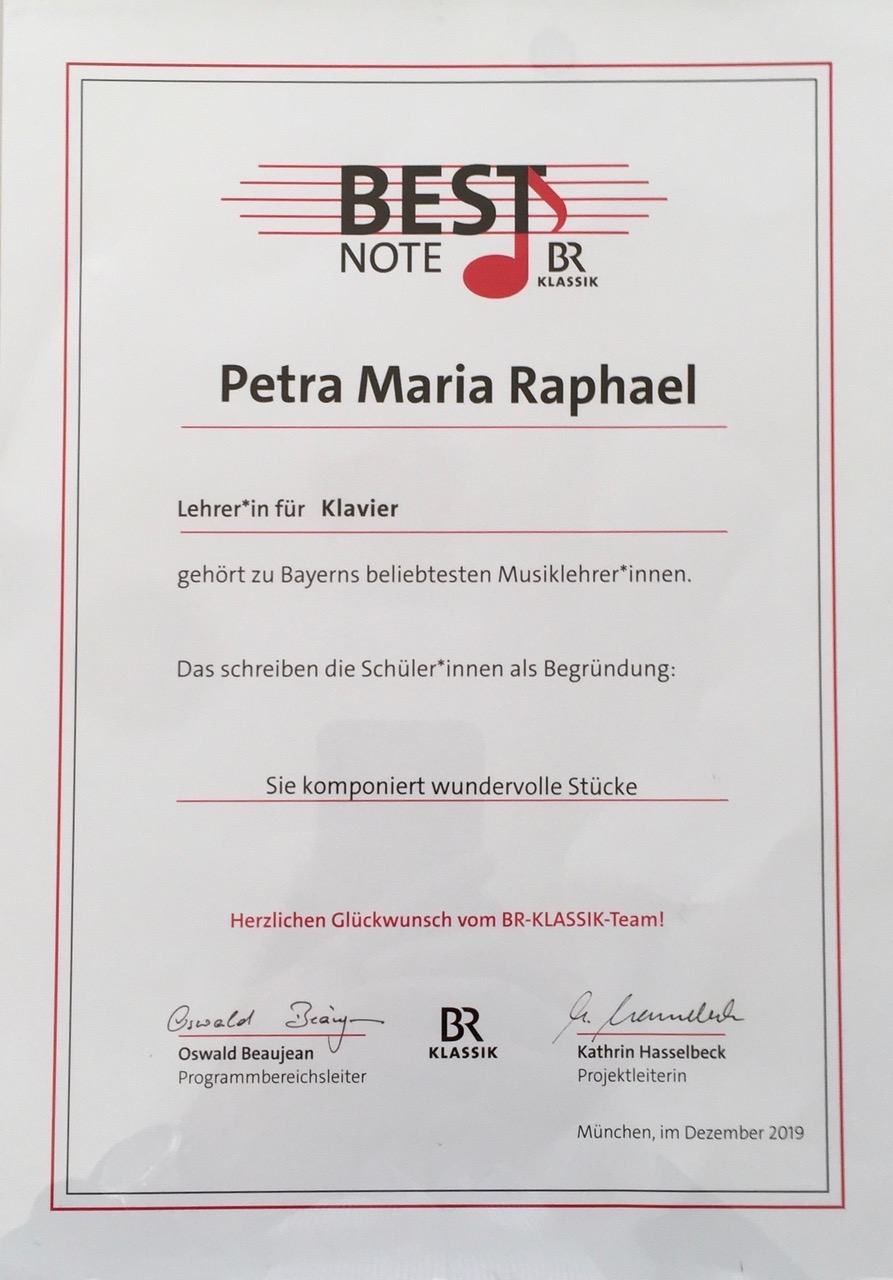 BEST
NOTE
BR
KLASSIK
Petra Maria Raphael
Lehrer*in für Klavier
gehört zu Bayerns beliebtesten Musiklehrer*innen.
Das schreiben die Schüler*innen als Begründung:
Sie komponiert wundervolle Stücke
Herzlichen Glückwunsch vom BR-KLASSIK-Team!
Oswald
BR
KLASSIK
Oswald Beaujean
Programmbereichsleiter
Kathrin Hasselbeck
Projektleiterin
München, im Dezember 2019